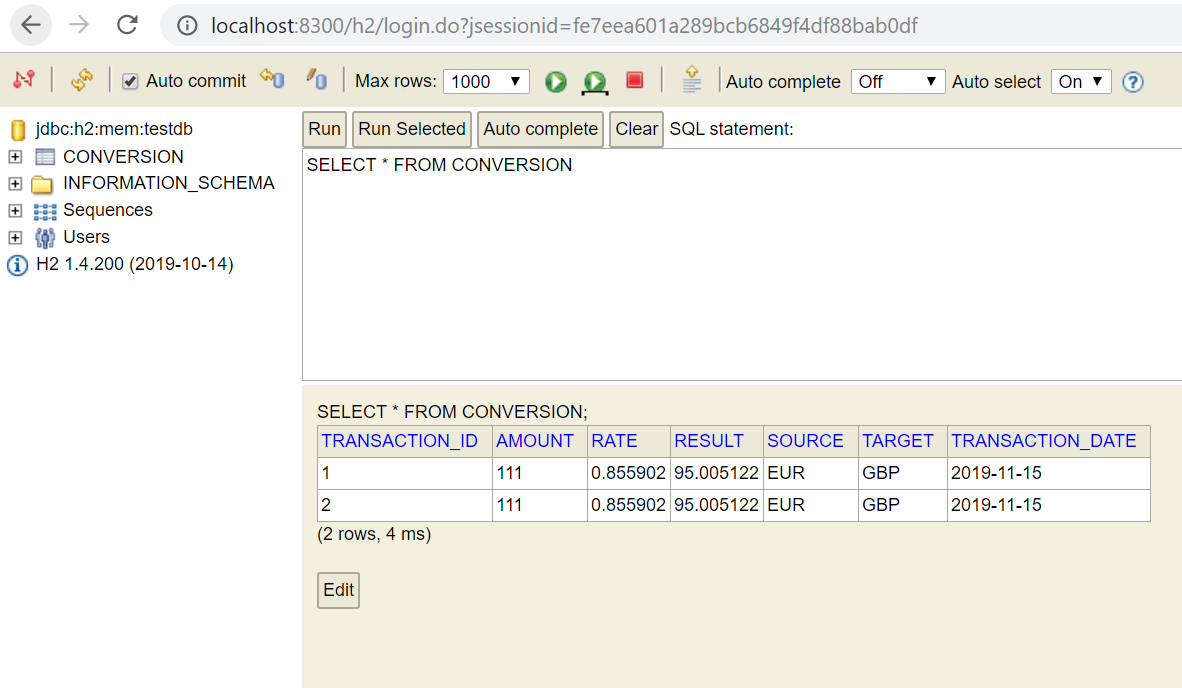 localhost:8300/h2/login.do?jsessionid=fe7eea601a289bcb6849f4df88bab0df
Auto commit Max rows: 1000 Auto complete Off Auto select On
jdbc:h2:mem:testdb
CONVERSION
INFORMATION_SCHEMA
Sequences
Users
H2 1.4.200 (2019-10-14)
Run Run Selected Auto complete Clear SQL statement:
SELECT * FROM CONVERSION
SELECT * FROM CONVERSION;
TRANSACTION_ID AMOUNT RATE RESULT SOURCE TARGET TRANSACTION_DATE
1 111 0.855902 95.005122 EUR GBP 2019-11-15
2 111 0.855902 95.005122 EUR GBP 2019-11-15
(2 rows, 4 ms)
Edit